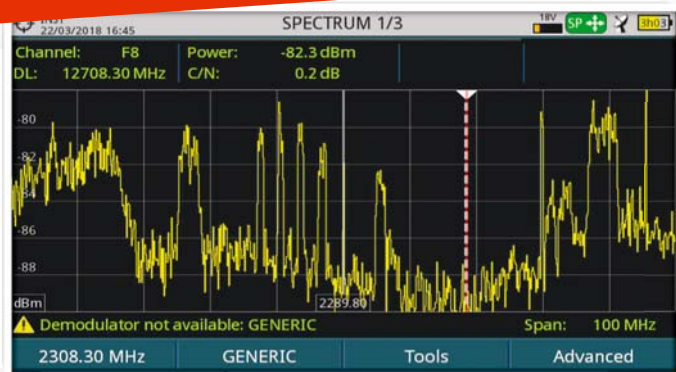 22/03/2018 16:45
SPECTRUM 1/3
18V
SP
3h03
Channel: F8
Power: -82.3 dBm
DL: 12708.30 MHz
C/N: 0.2 dB
-80
-82
-84
-86
-88
dBm
2289.80
Demodulator not available: GENERIC
Span: 100 MHz
2308.30 MHz
GENERIC
Tools
Advanced